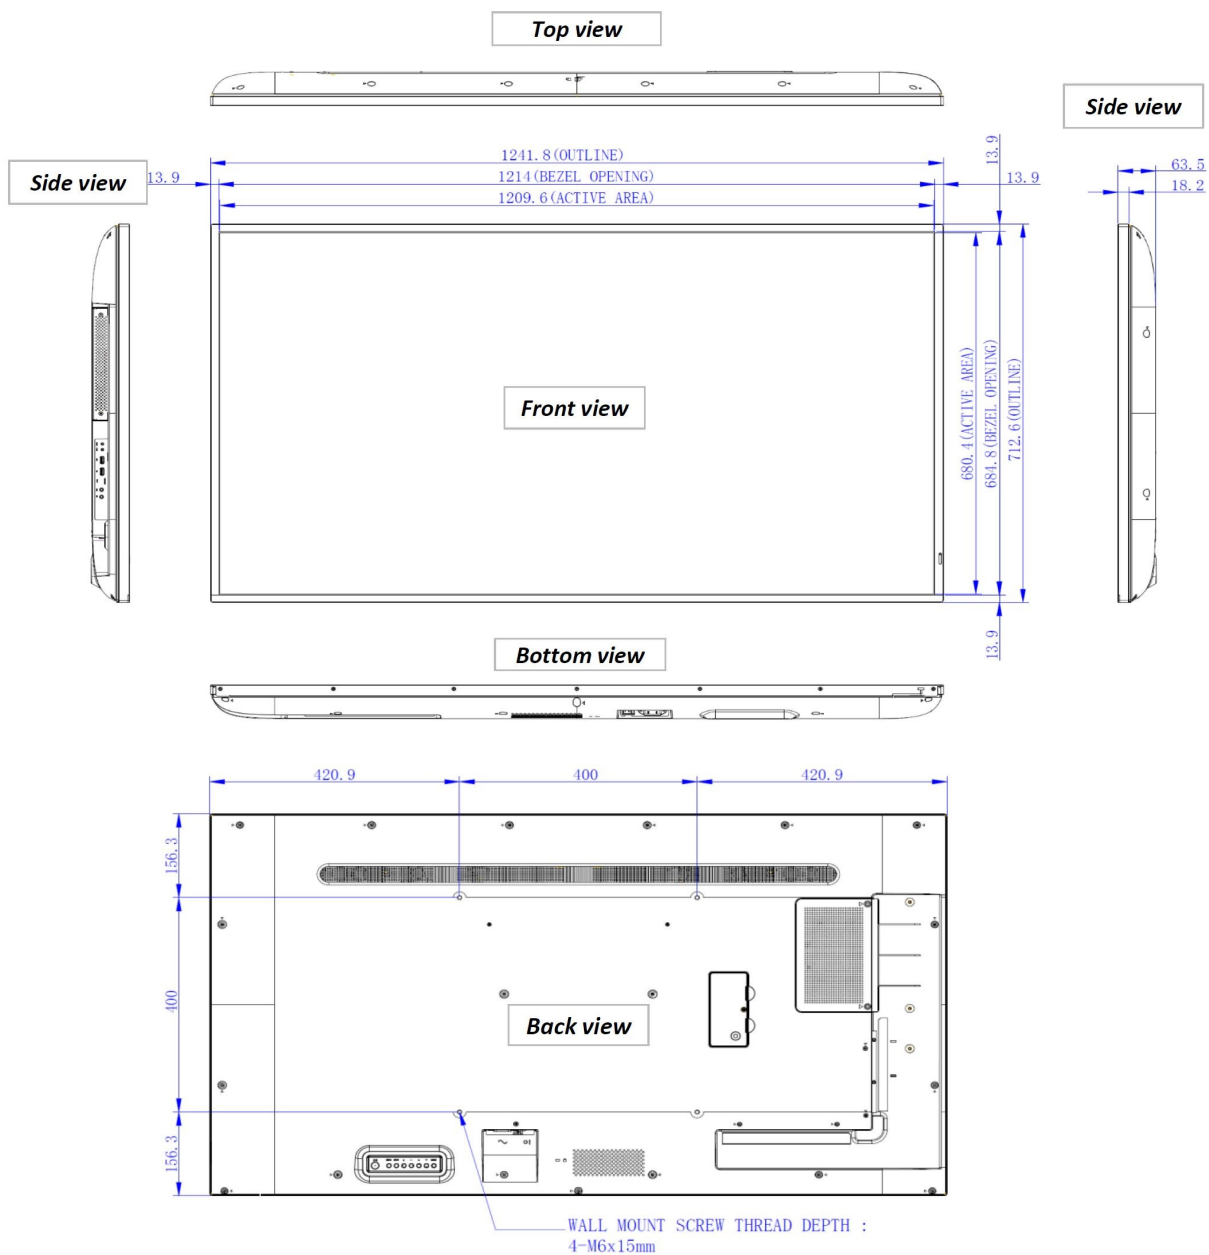 Top view
Side view
13.9
1241.8(OUTLINE)
1214(BEZEL OPENING)
1209.6(ACTIVE AREA)
13.9
13.9
Side view
63.5
18.2
Front view
680.4(ACTIVE AREA)
684.8(BEZEL OPENING)
712.6(OUTLINE)
13.9
Bottom view
420.9
400
420.9
156.3
400
156.3
Back view
WALL MOUNT SCREW THREAD DEPTH :
4-M6x15mm